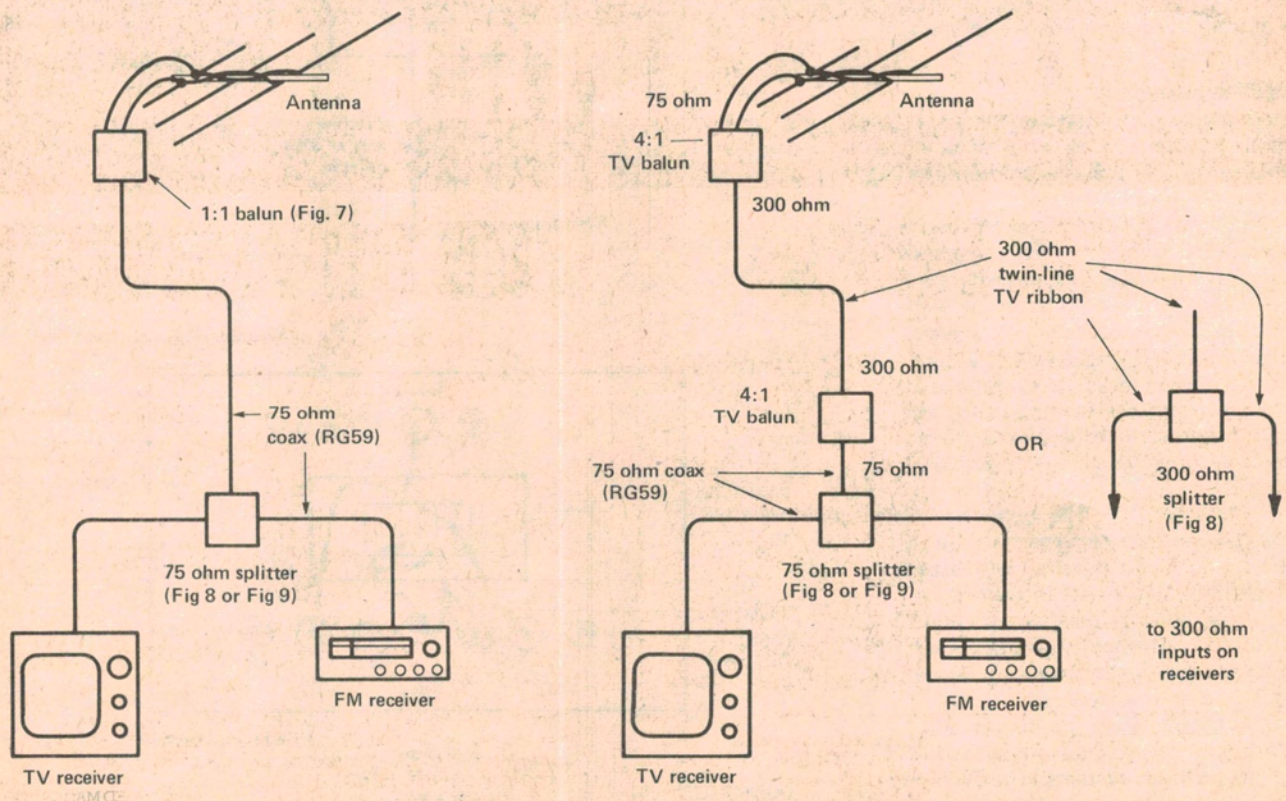 Antenna
1:1 balun (Fig. 7)
75 ohm
coax (RG59)
75 ohm splitter
(Fig 8 or Fig 9)
FM receiver
TV receiver
75 ohm
Antenna
4:1
TV balun
300 ohm
300 ohm
twin-line
TV ribbon
300 ohm
4:1
TV balun
OR
75 ohm coax
(RG59)
75 ohm
300 ohm
splitter
(Fig 8)
75 ohm splitter
(Fig 8 or Fig 9)
to 300 ohm
inputs on
receivers
FM receiver
TV receiver